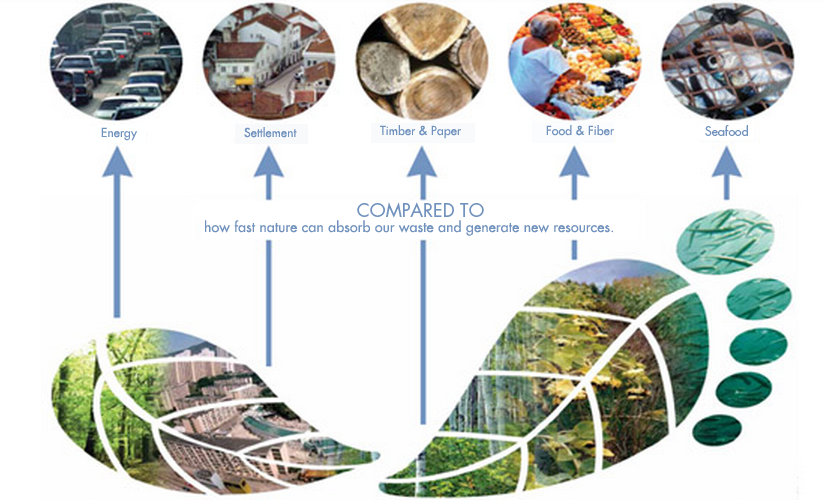 Energy
Settlement
Timber & Paper
Food & Fiber
Seafood
COMPARED TO
how fast nature can absorb our waste and generate new resources.